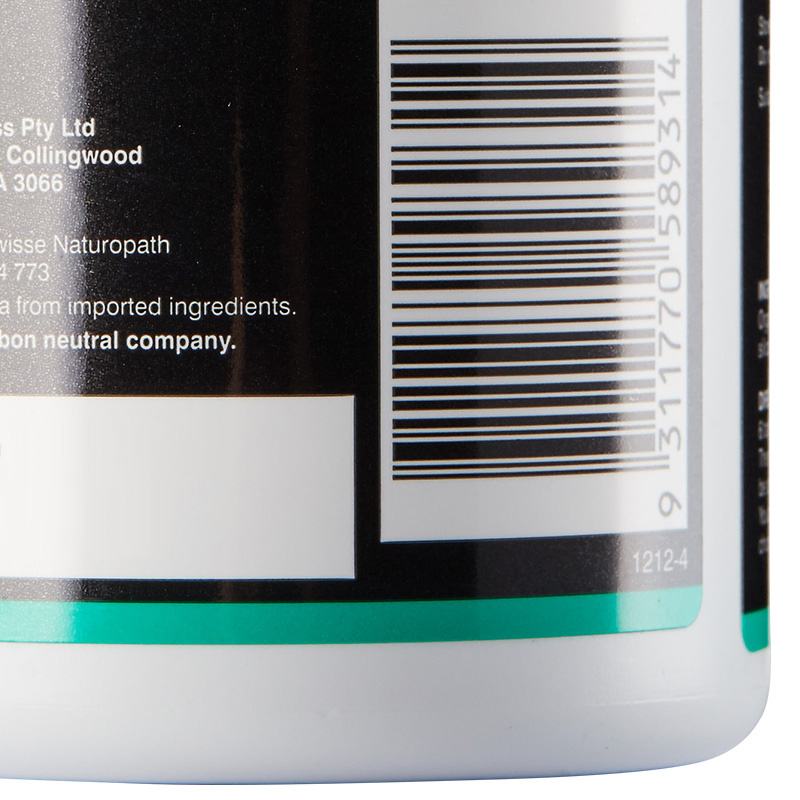 ss Pty Ltd
Collingwood
A 3066
wisse Naturopath
4 773
a from imported ingredients.
bon neutral company.
9 311770 589314
1212-4